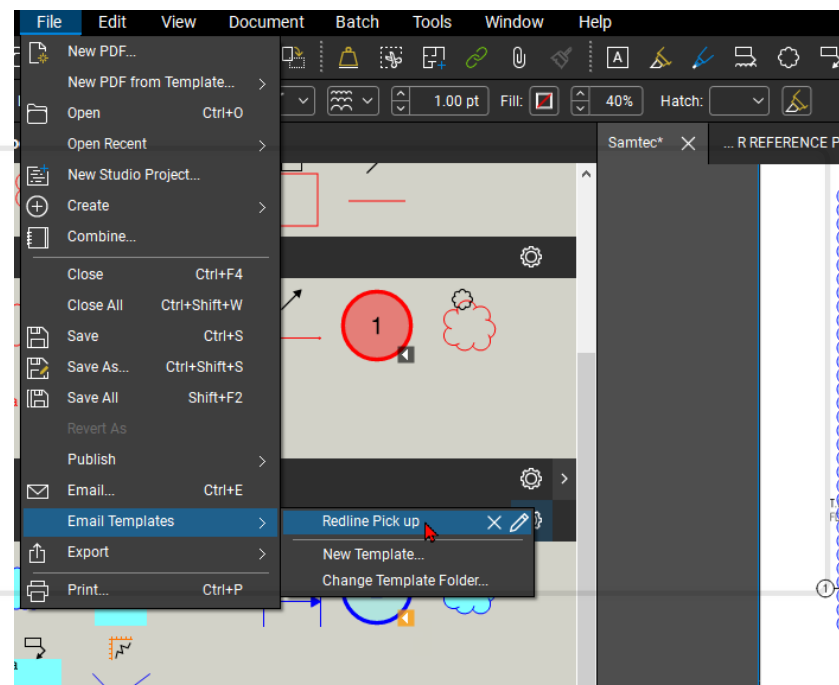 File Edit View Document Batch Tools Window Help
New PDF...
New PDF from Template...
1.00 pt Fill: 40% Hatch:
Open Ctrl+O
Open Recent
Samtec* ... R REFERENCE P
New Studio Project...
Create
Combine...
Close Ctrl+F4
Close All Ctrl+Shift+W
1
Save Ctrl+S
Save As... Ctrl+Shift+S
Save All Shift+F2
Revert As
Publish
Email... Ctrl+E
Email Templates
Redline Pick up
Export
New Template...
Change Template Folder...
Print... Ctrl+P
1